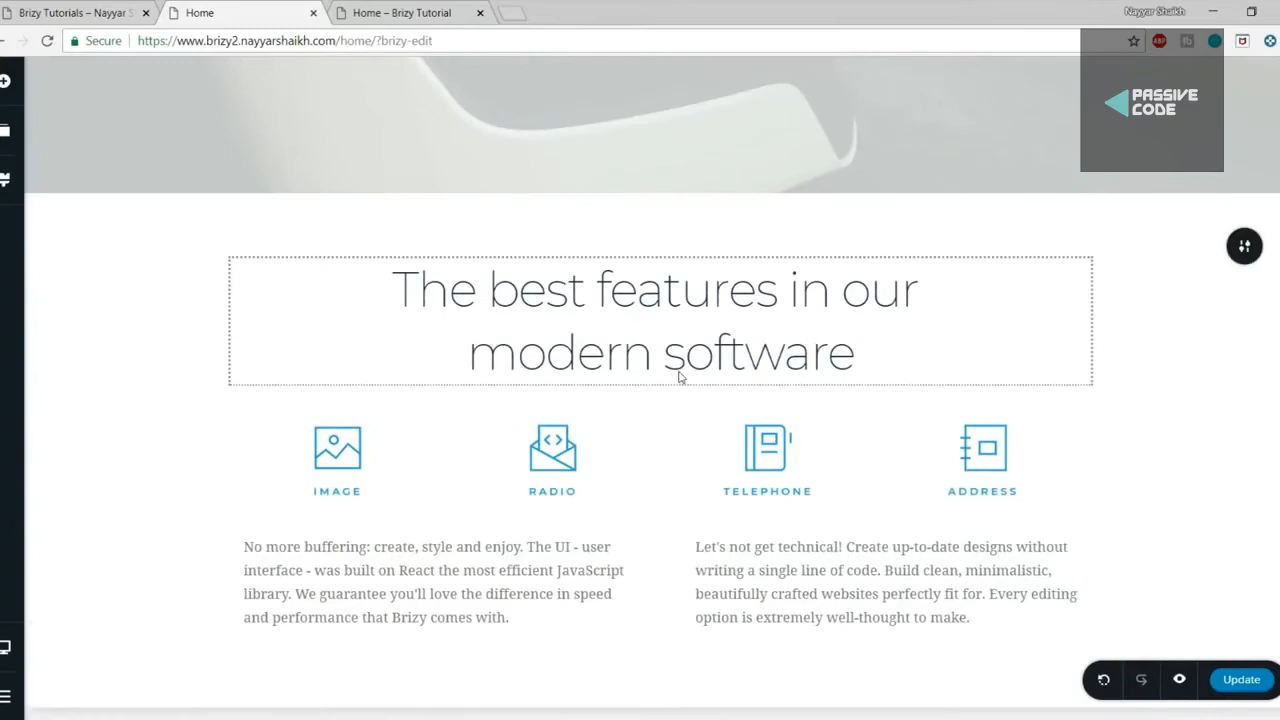 Brizy Tutorials – Nayyar S
Home
Home – Brizy Tutorial
Nayyar Shaikh
Secure
https://www.brizy2.nayyarshaikh.com/home/?brizy-edit
ABP
PASSIVE
CODE
The best features in our
modern software
IMAGE
RADIO
TELEPHONE
ADDRESS
No more buffering: create, style and enjoy. The UI - user
interface - was built on React the most efficient JavaScript
library. We guarantee you'll love the difference in speed
and performance that Brizy comes with.
Let's not get technical! Create up-to-date designs without
writing a single line of code. Build clean, minimalistic,
beautifully crafted websites perfectly fit for. Every editing
option is extremely well-thought to make.
Update